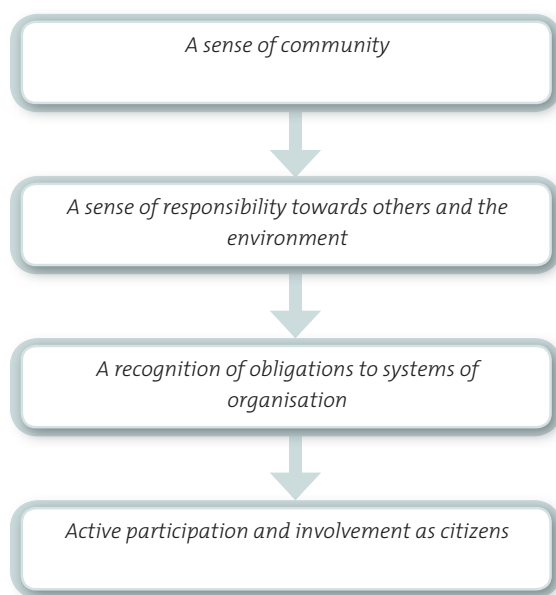 A sense of community
A sense of responsibility towards others and the
environment
A recognition of obligations to systems of
organisation
Active participation and involvement as citizens